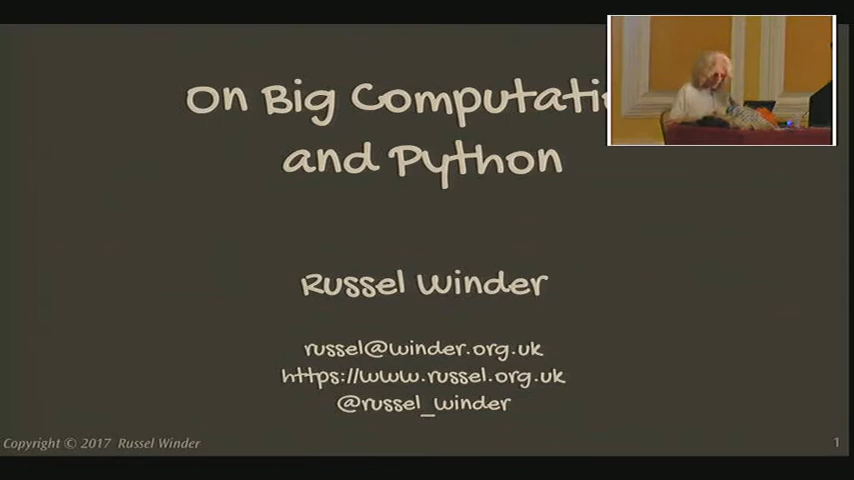 On Big Computati
and Python
Russel Winder
russel@winder.org.uk
https://www.russel.org.uk
@russel_winder
Copyright © 2017 Russel Winder
1